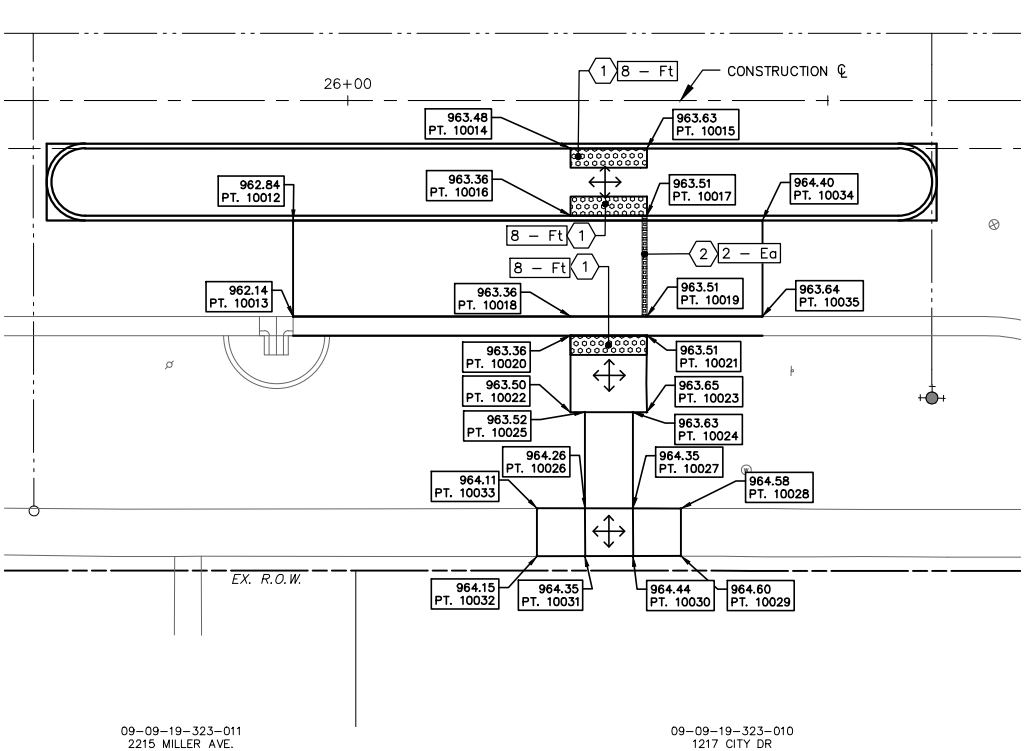 1
8 – Ft
CONSTRUCTION ℄
26+00
963.48
PT. 10014
963.63
PT. 10015
962.84
PT. 10012
963.36
PT. 10016
963.51
PT. 10017
964.40
PT. 10034
8 – Ft
1
2
2 – Ea
8 – Ft
1
962.14
PT. 10013
963.36
PT. 10018
963.51
PT. 10019
963.64
PT. 10035
963.36
PT. 10020
963.51
PT. 10021
963.50
PT. 10022
963.65
PT. 10023
963.52
PT. 10025
963.63
PT. 10024
964.26
PT. 10026
964.35
PT. 10027
W
964.11
PT. 10033
964.58
PT. 10028
EX. R.O.W.
964.15
PT. 10032
964.35
PT. 10031
964.44
PT. 10030
964.60
PT. 10029
09–09–19–323–011
2215 MILLER AVE.
09–09–19–323–010
1217 CITY DR